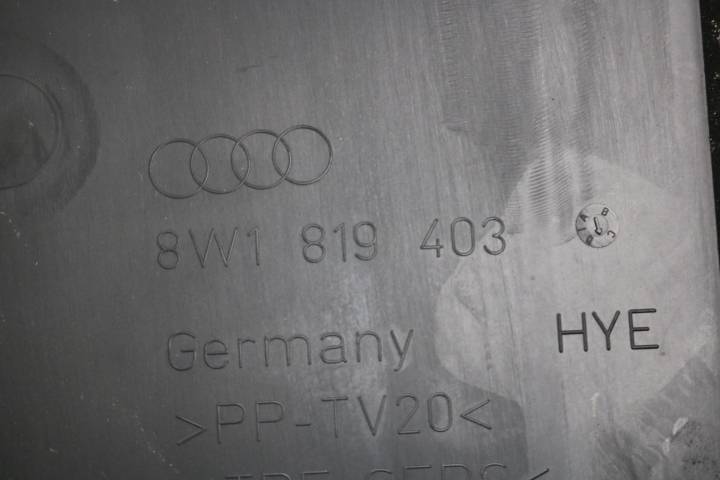 8W1 819 403
Germany
HYE
>PP-TV20<